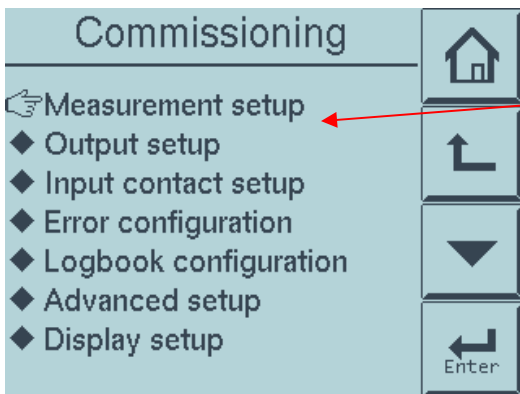 Commissioning
Measurement setup
Output setup
Input contact setup
Error configuration
Logbook configuration
Advanced setup
Display setup
Enter